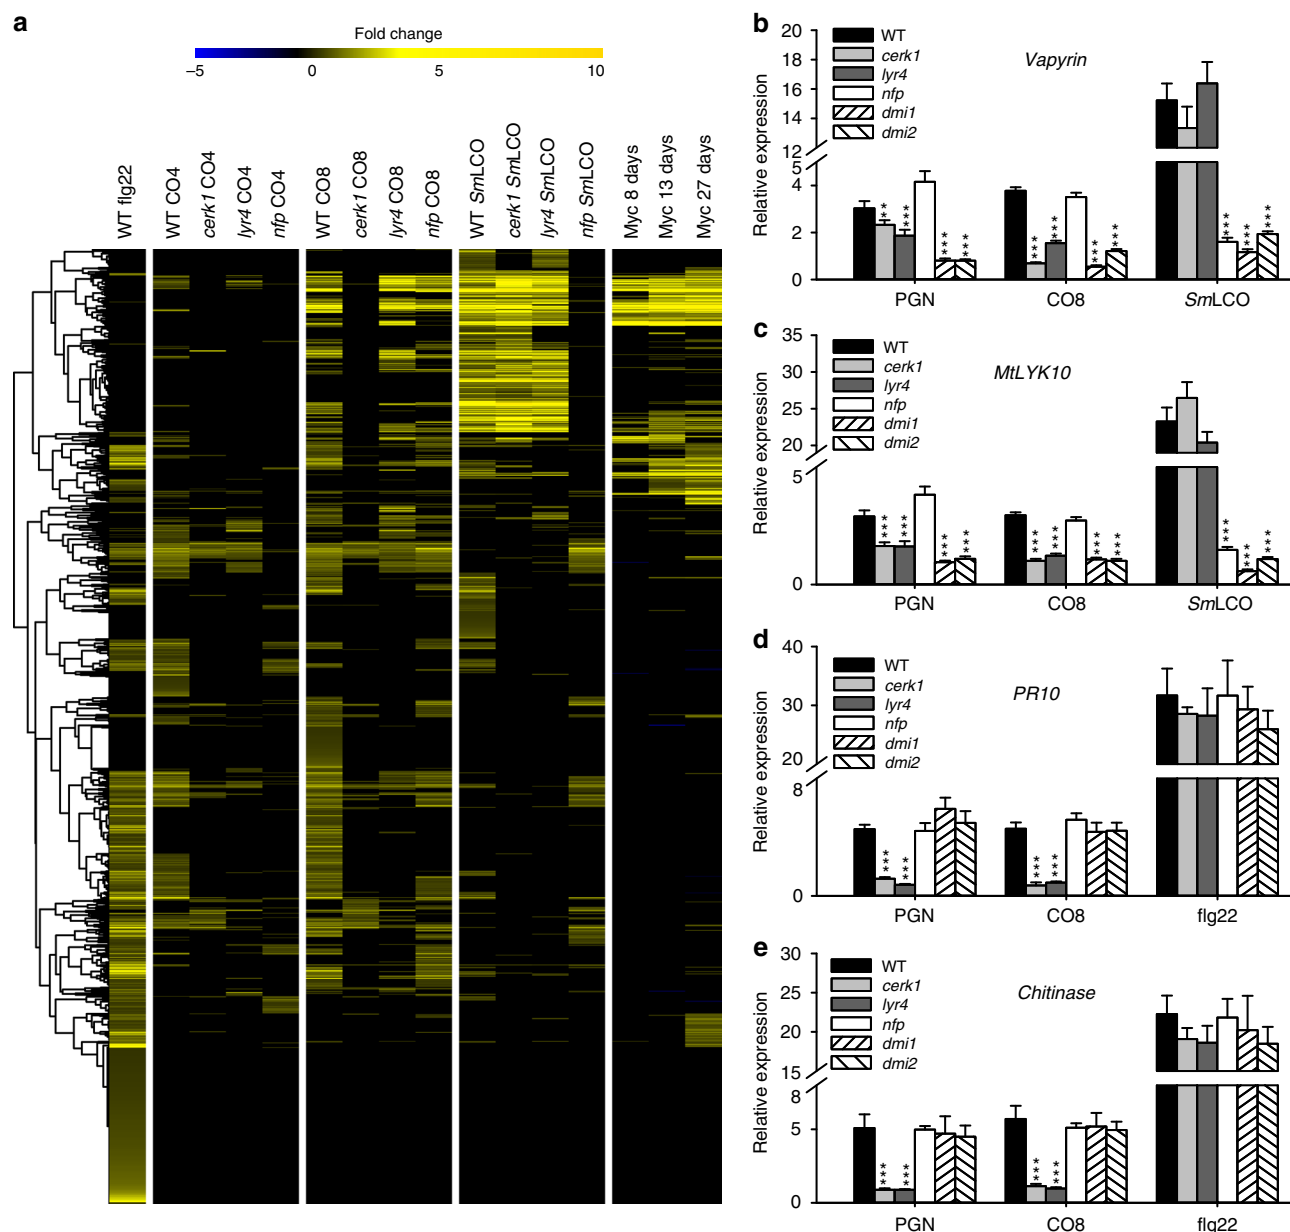 a
Fold change
–5 0 5 10
WT flg22
WT CO4
cerk1 CO4
lyr4 CO4
nfp CO4
WT CO8
cerk1 CO8
lyr4 CO8
nfp CO8
WT SmLCO
cerk1 SmLCO
lyr4 SmLCO
nfp SmLCO
Myc 8 days
Myc 13 days
Myc 27 days
b
Vapyrin
Relative expression
20
18
16
14
12
5
4
2
0
WT
cerk1
lyr4
nfp
dmi1
dmi2
** *** *** ***
*** *** *** ***
*** *** ***
PGN CO8 SmLCO
c
MtLYK10
Relative expression
35
30
25
20
5
0
WT
cerk1
lyr4
nfp
dmi1
dmi2
*** *** *** ***
*** *** *** ***
*** *** ***
PGN CO8 SmLCO
d
PR10
Relative expression
40
30
20
8
0
WT
cerk1
lyr4
nfp
dmi1
dmi2
*** ***
*** ***
PGN CO8 flg22
e
Chitinase
Relative expression
30
25
20
15
8
5
0
WT
cerk1
lyr4
nfp
dmi1
dmi2
*** ***
*** ***
PGN CO8 flg22